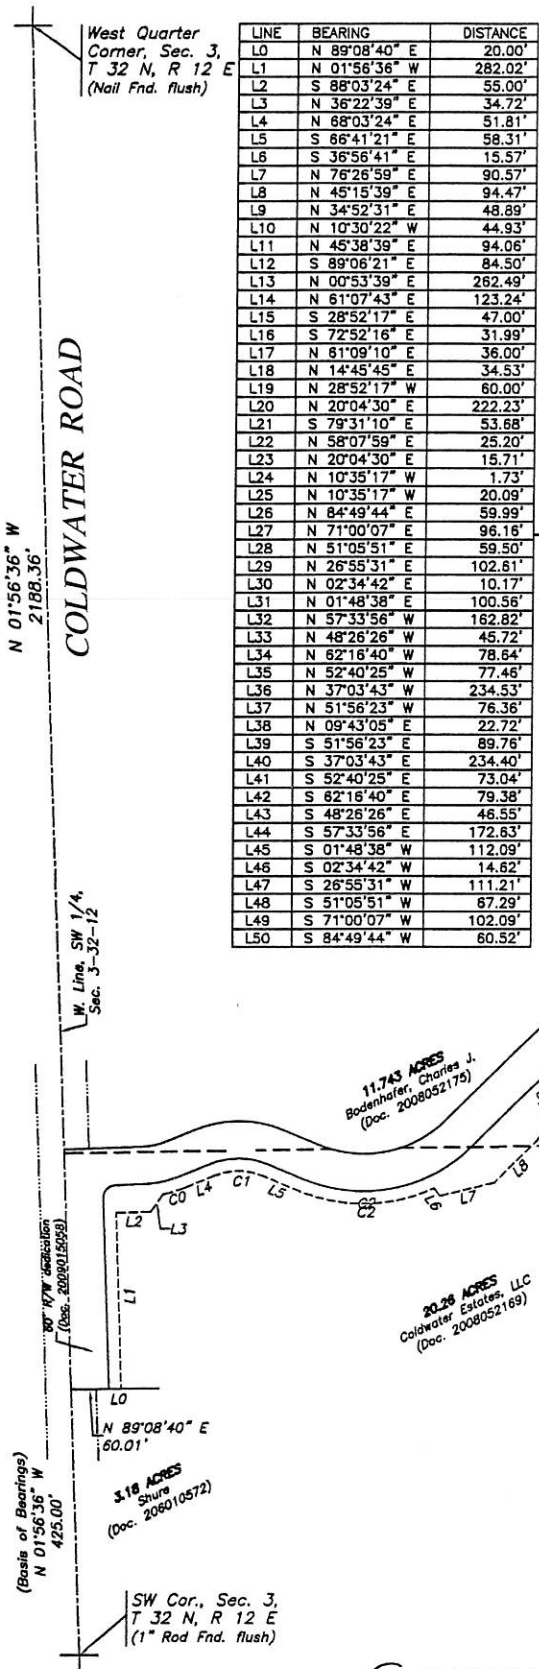 West Quarter
Corner, Sec. 3,
T 32 N, R 12 E
(Nail Fnd. flush)
LINE BEARING DISTANCE
L0 N 89°08'40" E 20.00'
L1 N 01°56'36" W 282.02'
L2 S 88°03'24" E 55.00'
L3 N 36°22'39" E 34.72'
L4 N 68°03'24" E 51.81'
L5 S 66°41'21" E 58.31'
L6 S 36°56'41" E 15.57'
L7 N 76°26'59" E 90.57'
L8 N 45°15'39" E 94.47'
L9 N 34°52'31" E 48.89'
L10 N 10°30'22" W 44.93'
L11 N 45°38'39" E 94.06'
L12 S 89°06'21" E 84.50'
L13 N 00°53'39" E 262.49'
L14 N 61°07'43" E 123.24'
L15 S 28°52'17" E 47.00'
L16 S 72°52'16" E 31.99'
L17 N 61°09'10" E 36.00'
L18 N 14°45'45" E 34.53'
L19 N 28°52'17" W 60.00'
L20 N 20°04'30" E 222.23'
L21 S 79°31'10" E 53.68'
L22 N 58°07'59" E 25.20'
L23 N 20°04'30" E 15.71'
L24 N 10°35'17" W 1.73'
L25 N 10°35'17" W 20.09'
L26 N 84°49'44" E 59.99'
L27 N 71°00'07" E 96.16'
L28 N 51°05'51" E 59.50'
L29 N 26°55'31" E 102.61'
L30 N 02°34'42" E 10.17'
L31 N 01°48'38" E 100.56'
L32 N 57°33'56" W 162.82'
L33 N 48°26'26" W 45.72'
L34 N 62°16'40" W 78.64'
L35 N 52°40'25" W 77.46'
L36 N 37°03'43" W 234.53'
L37 N 51°56'23" W 76.36'
L38 N 09°43'05" E 22.72'
L39 S 51°56'23" E 89.76'
L40 S 37°03'43" E 234.40'
L41 S 52°40'25" E 73.04'
L42 S 62°16'40" E 79.38'
L43 S 48°26'26" E 46.55'
L44 S 57°33'56" E 172.63'
L45 S 01°48'38" W 112.09'
L46 S 02°34'42" W 14.62'
L47 S 26°55'31" W 111.21'
L48 S 51°05'51" W 67.29'
L49 S 71°00'07" W 102.09'
L50 S 84°49'44" W 60.52'
N 01°56'36" W
2188.36'
COLDWATER ROAD
W. Line, SW 1/4,
Sec. 3-32-12
11.743 ACRES
Bodenhafer, Charles J.
(Doc. 2008052175)
C0
L4
C1
L5
C2
C2
L6
L7
L8
L2
L3
L1
L0
60' R/W dedication
(Doc. 2009015058)
20.26 ACRES
Coldwater Estates, LLC
(Doc. 2008052169)
N 89°08'40" E
60.01'
3.18 ACRES
Shure
(Doc. 206010572)
(Basis of Bearings)
N 01°56'36" W
425.00'
SW Cor., Sec. 3,
T 32 N, R 12 E
(1" Rod Fnd. flush)